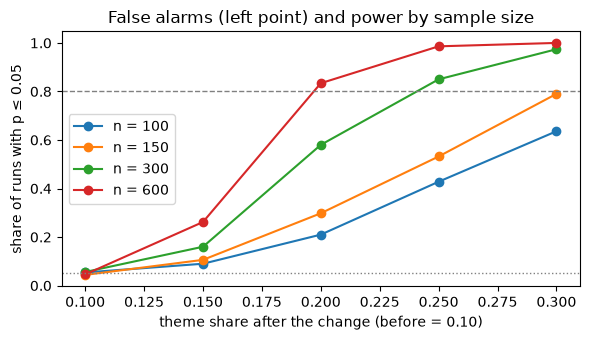 False alarms (left point) and power by sample size
share of runs with p ≤ 0.05
1.0
0.8
0.6
0.4
0.2
0.0
n = 100
n = 150
n = 300
n = 600
0.100 0.125 0.150 0.175 0.200 0.225 0.250 0.275 0.300
theme share after the change (before = 0.10)